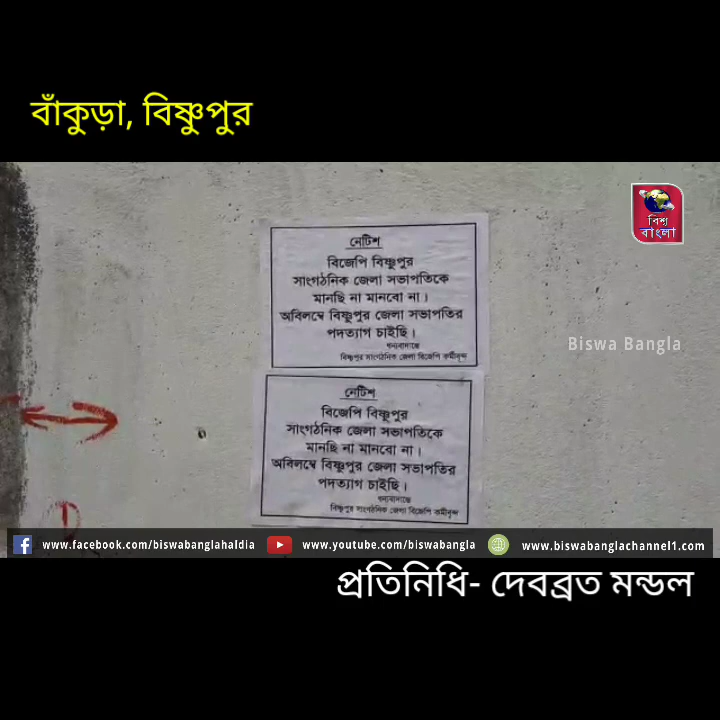 বাঁকুড়া, বিষ্ণুপুর
বিশ্ব
বাংলা
নোটিশ
বিজেপি বিষ্ণুপুর
সাংগঠনিক জেলা সভাপতিকে
মানছি না মানবো না।
অবিলম্বে বিষ্ণুপুর জেলা সভাপতির
পদত্যাগ চাইছি।
ধন্যবাদান্তে
বিষ্ণুপুর সাংগঠনিক জেলা বিজেপি কর্মীবৃন্দ
Biswa Bangla
নোটিশ
বিজেপি বিষ্ণুপুর
সাংগঠনিক জেলা সভাপতিকে
মানছি না মানবো না।
অবিলম্বে বিষ্ণুপুর জেলা সভাপতির
পদত্যাগ চাইছি।
ধন্যবাদান্তে
বিষ্ণুপুর সাংগঠনিক জেলা বিজেপি কর্মীবৃন্দ
www.facebook.com/biswabanglahaldia www.youtube.com/biswabangla www.biswabanglachannel1.com
প্রতিনিধি- দেবব্রত মন্ডল